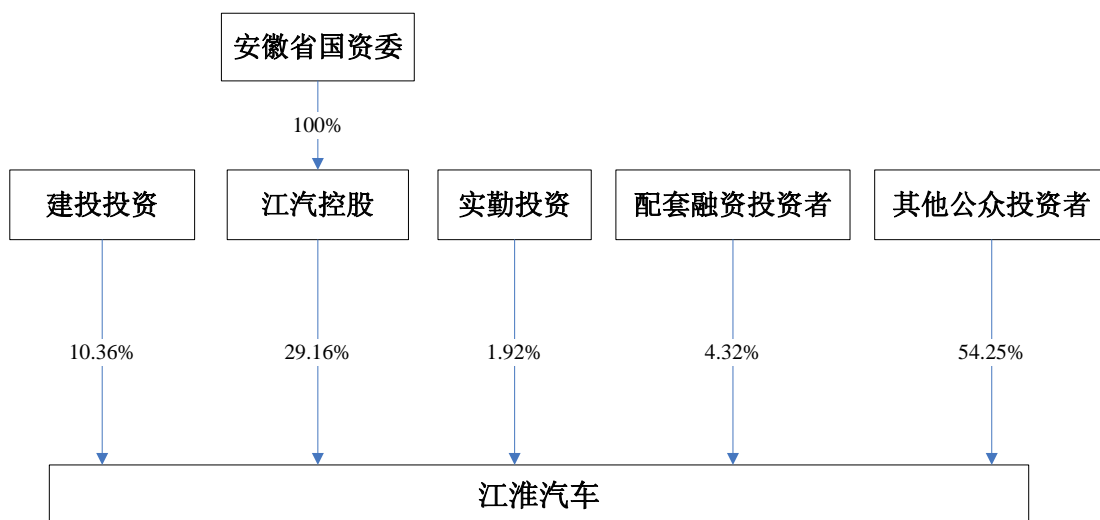 安徽省国资委
100%
建投投资
江汽控股
实勤投资
配套融资投资者
其他公众投资者
10.36%
29.16%
1.92%
4.32%
54.25%
江淮汽车